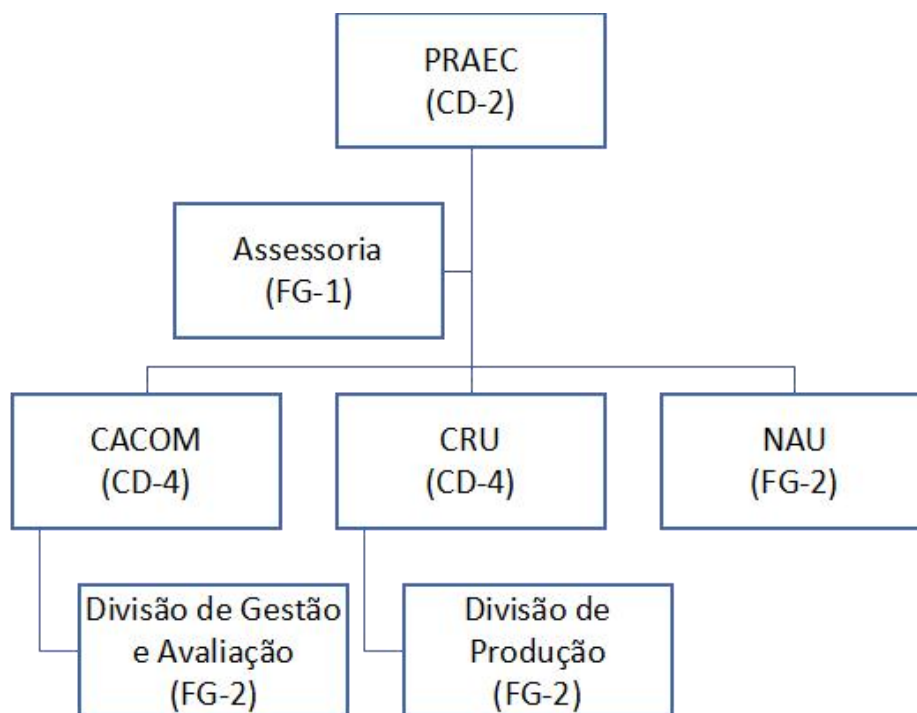 PRAEC
(CD-2)
Assessoria
(FG-1)
CACOM
(CD-4)
CRU
(CD-4)
NAU
(FG-2)
Divisão de Gestão
e Avaliação
(FG-2)
Divisão de
Produção
(FG-2)